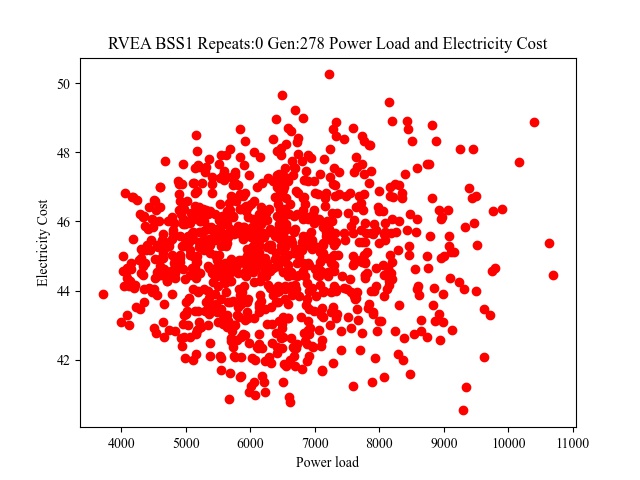 RVEA BSS1 Repeats:0 Gen:278 Power Load and Electricity Cost
50
48
46
44
42
Electricity Cost
4000 5000 6000 7000 8000 9000 10000 11000
Power load